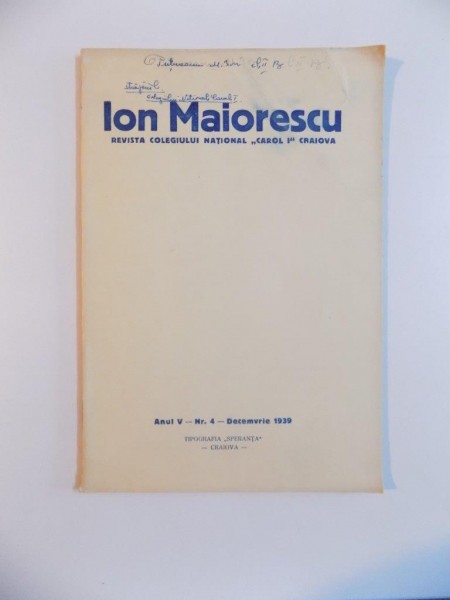 Ion Maiorescu
REVISTA COLEGIULUI NAȚIONAL „CAROL I" CRAIOVA
Anul V — Nr. 4 — Decemvrie 1939
TIPOGRAFIA „SPERANȚA"
— CRAIOVA —